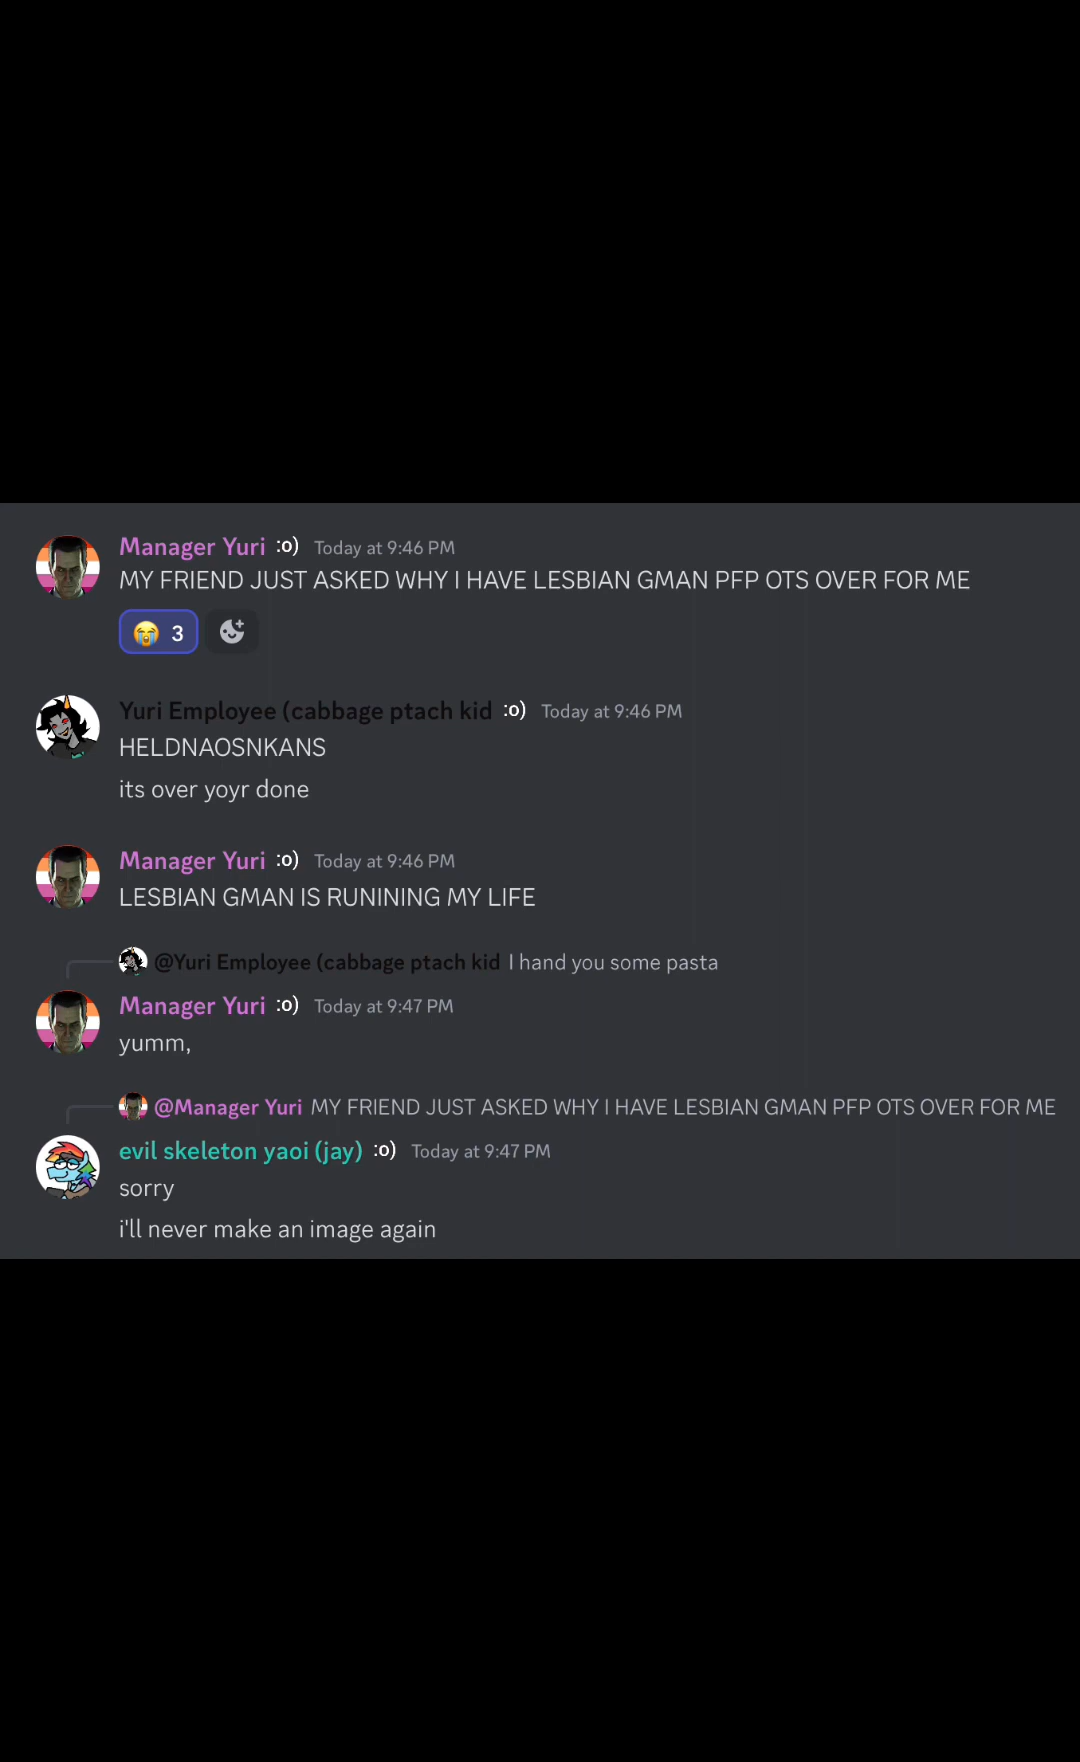 Manager Yuri :o) Today at 9:46 PM
MY FRIEND JUST ASKED WHY I HAVE LESBIAN GMAN PFP OTS OVER FOR ME
😭 3
Yuri Employee (cabbage ptach kid :o) Today at 9:46 PM
HELDNAOSNKANS
its over yoyr done
Manager Yuri :o) Today at 9:46 PM
LESBIAN GMAN IS RUNINING MY LIFE
@Yuri Employee (cabbage ptach kid I hand you some pasta
Manager Yuri :o) Today at 9:47 PM
yumm,
@Manager Yuri MY FRIEND JUST ASKED WHY I HAVE LESBIAN GMAN PFP OTS OVER FOR ME
evil skeleton yaoi (jay) :o) Today at 9:47 PM
sorry
i'll never make an image again